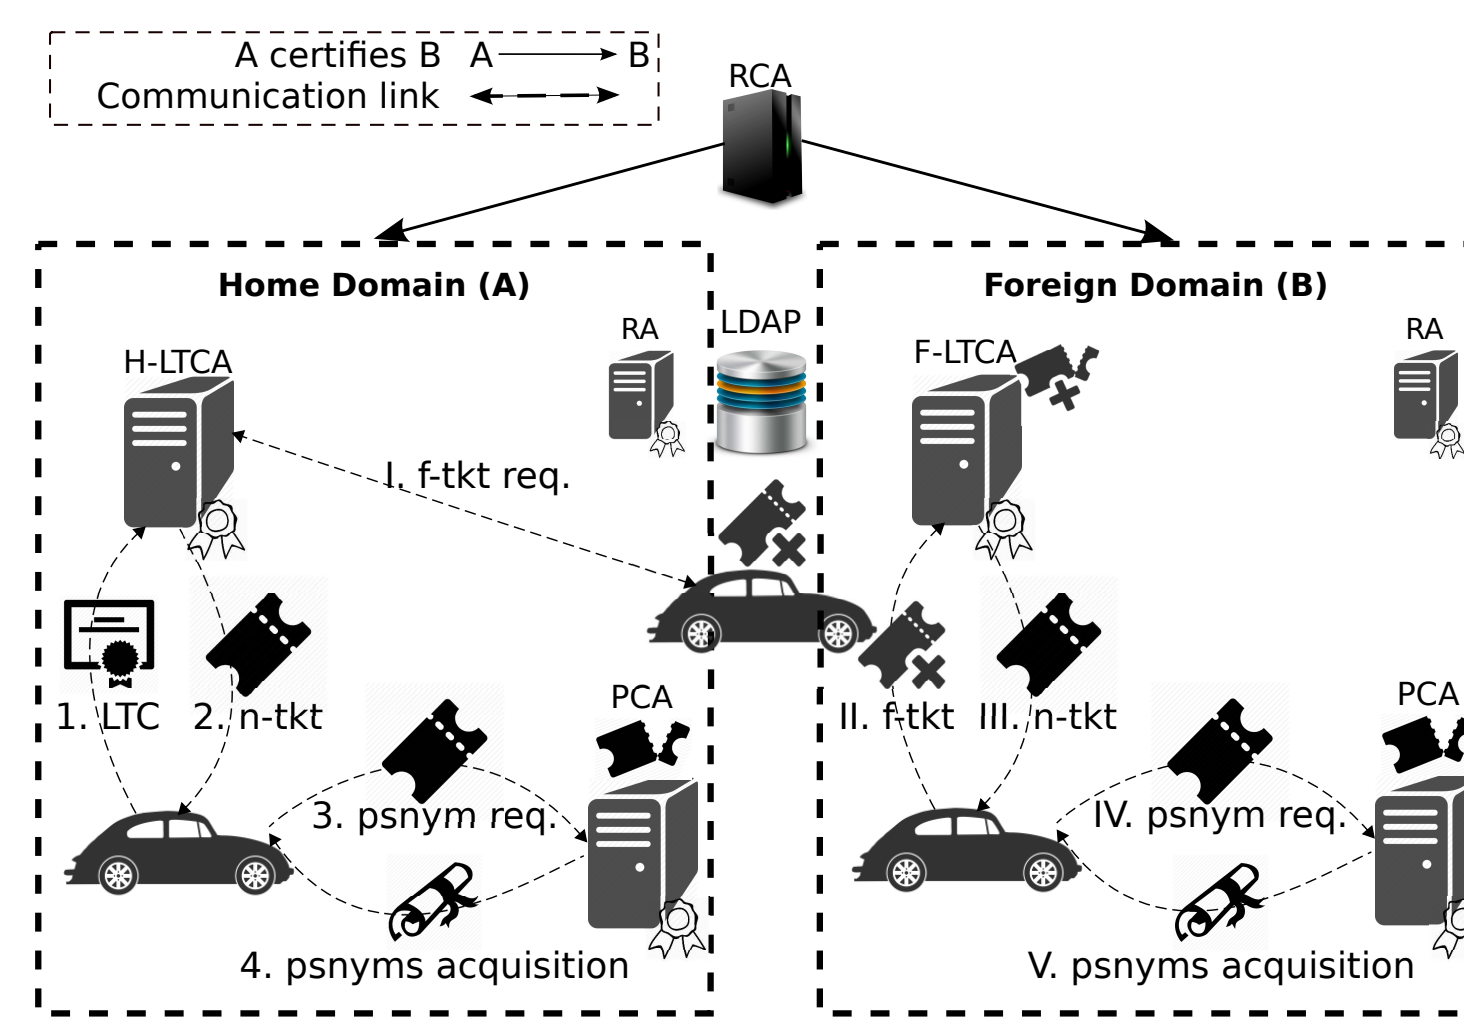 A certifies B A B
Communication link
RCA
Home Domain (A)
Foreign Domain (B)
RA
LDAP
RA
H-LTCA
F-LTCA
I. f-tkt req.
1. LTC
2. n-tkt
PCA
II. f-tkt
III. n-tkt
PCA
3. psnym req.
IV. psnym req.
4. psnyms acquisition
V. psnyms acquisition